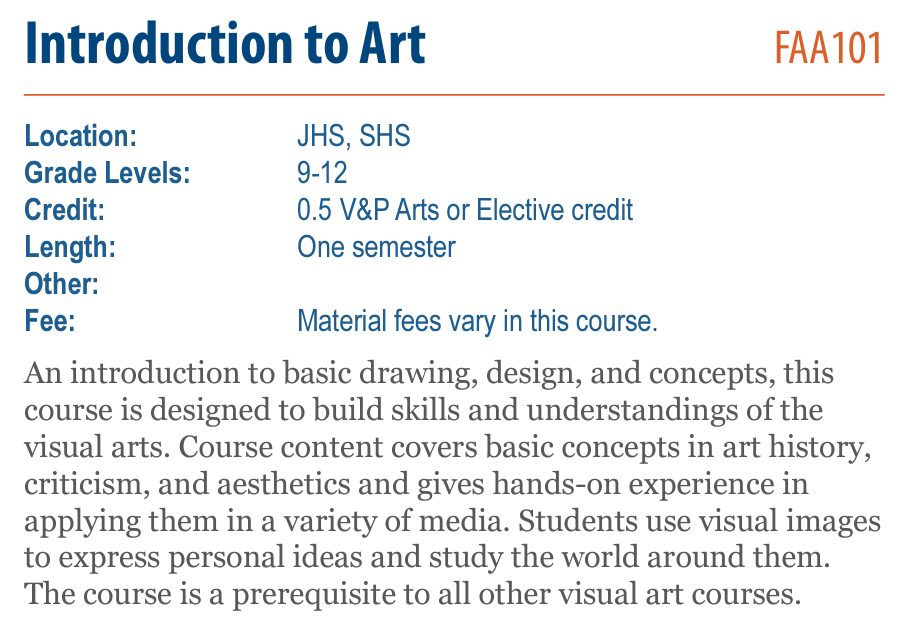 Introduction to Art FAA101
Location: JHS, SHS
Grade Levels: 9-12
Credit: 0.5 V&P Arts or Elective credit
Length: One semester
Other:
Fee: Material fees vary in this course.
An introduction to basic drawing, design, and concepts, this
course is designed to build skills and understandings of the
visual arts. Course content covers basic concepts in art history,
criticism, and aesthetics and gives hands-on experience in
applying them in a variety of media. Students use visual images
to express personal ideas and study the world around them.
The course is a prerequisite to all other visual art courses.